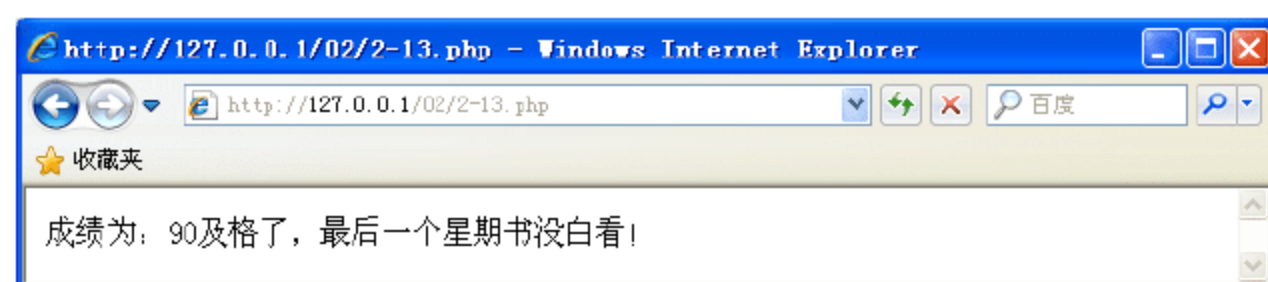 http://127.0.0.1/02/2-13.php - Windows Internet Explorer
http://127.0.0.1/02/2-13.php 百度
收藏夹
成绩为：90及格了，最后一个星期书没白看！